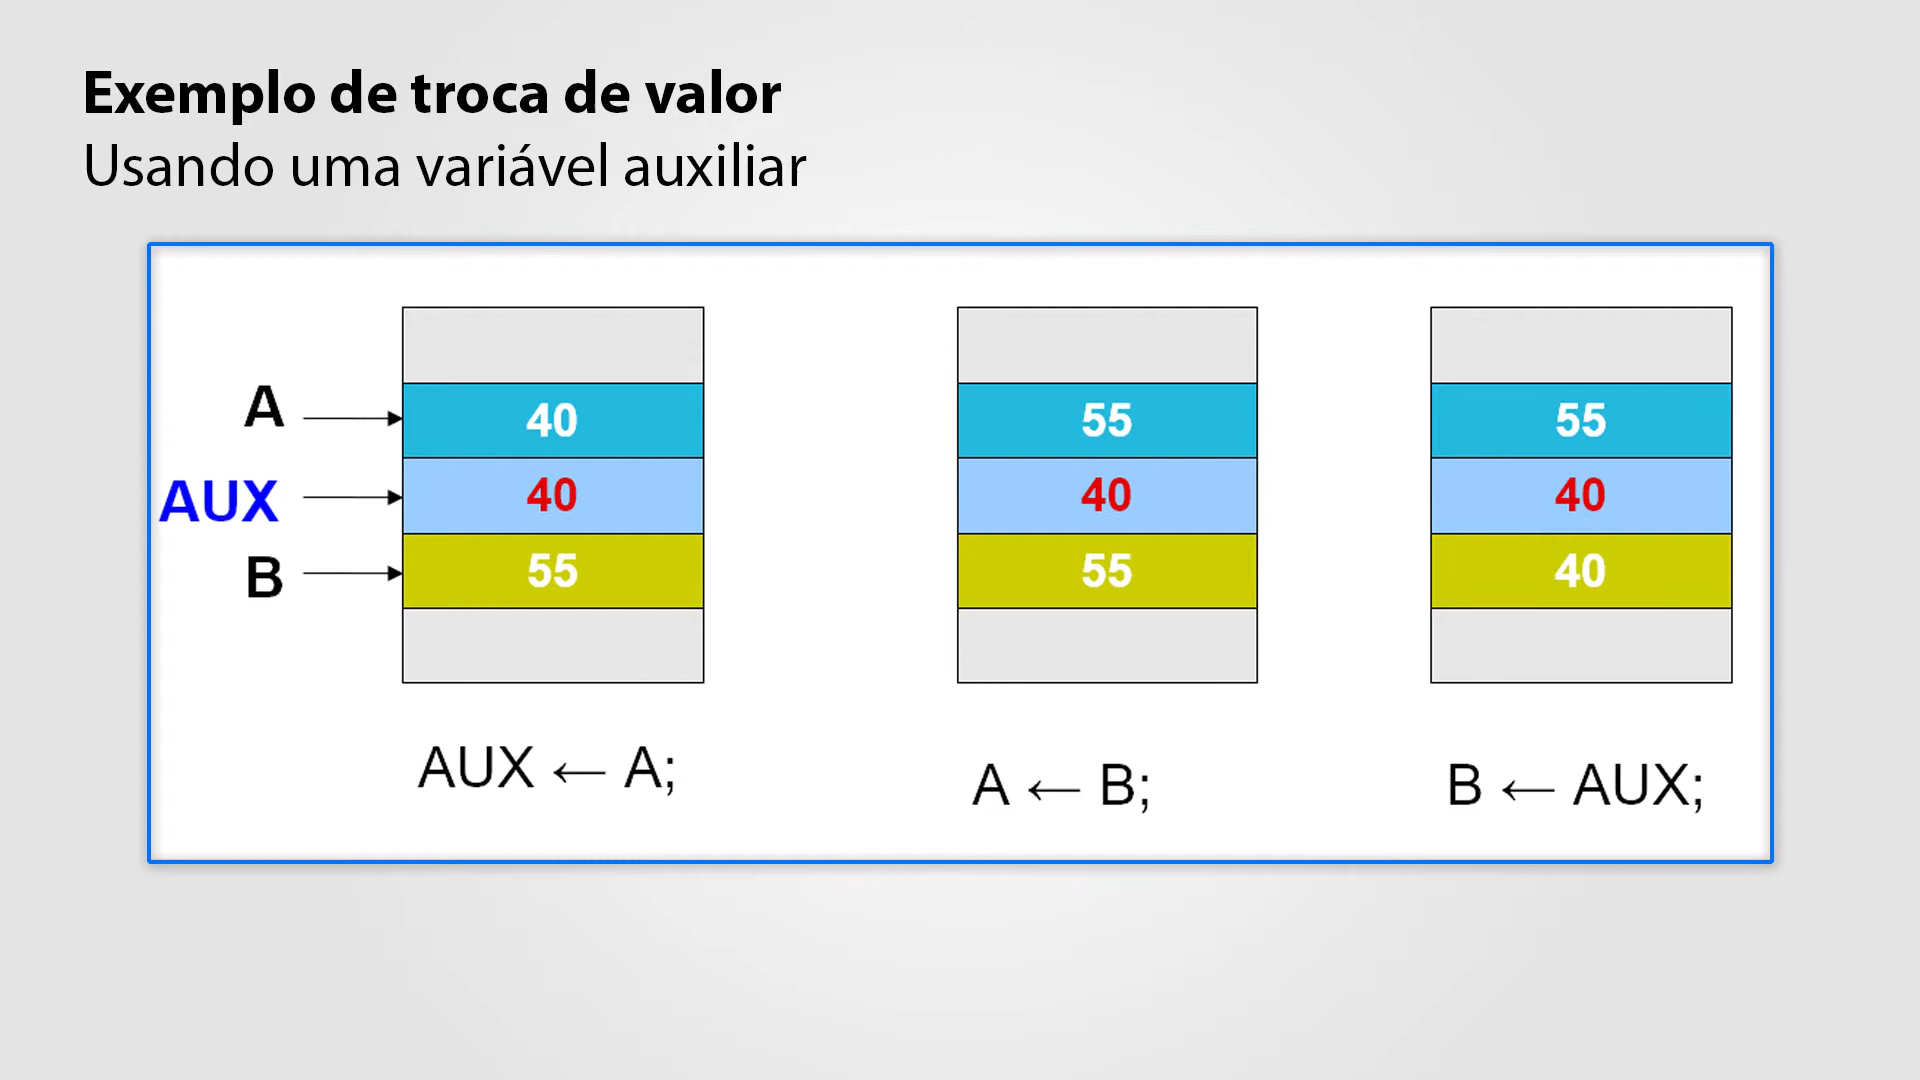 Exemplo de troca de valor
Usando uma variável auxiliar
A
AUX
B
40
40
55
55
40
55
55
40
40
AUX ← A;
A ← B;
B ← AUX;